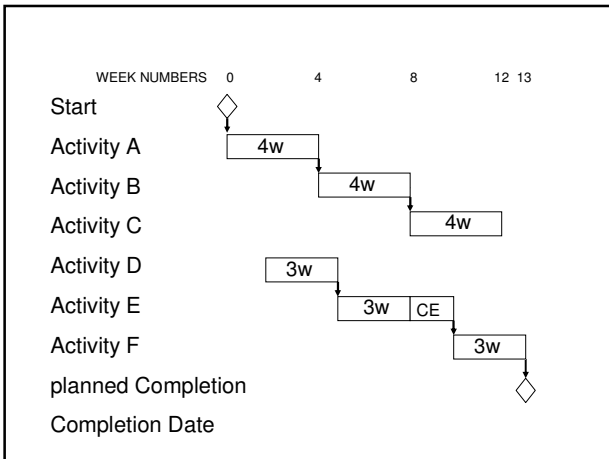 WEEK NUMBERS 0 4 8 12 13
Start
Activity A 4w
Activity B 4w
Activity C 4w
Activity D 3w
Activity E 3w CE
Activity F 3w
planned Completion
Completion Date